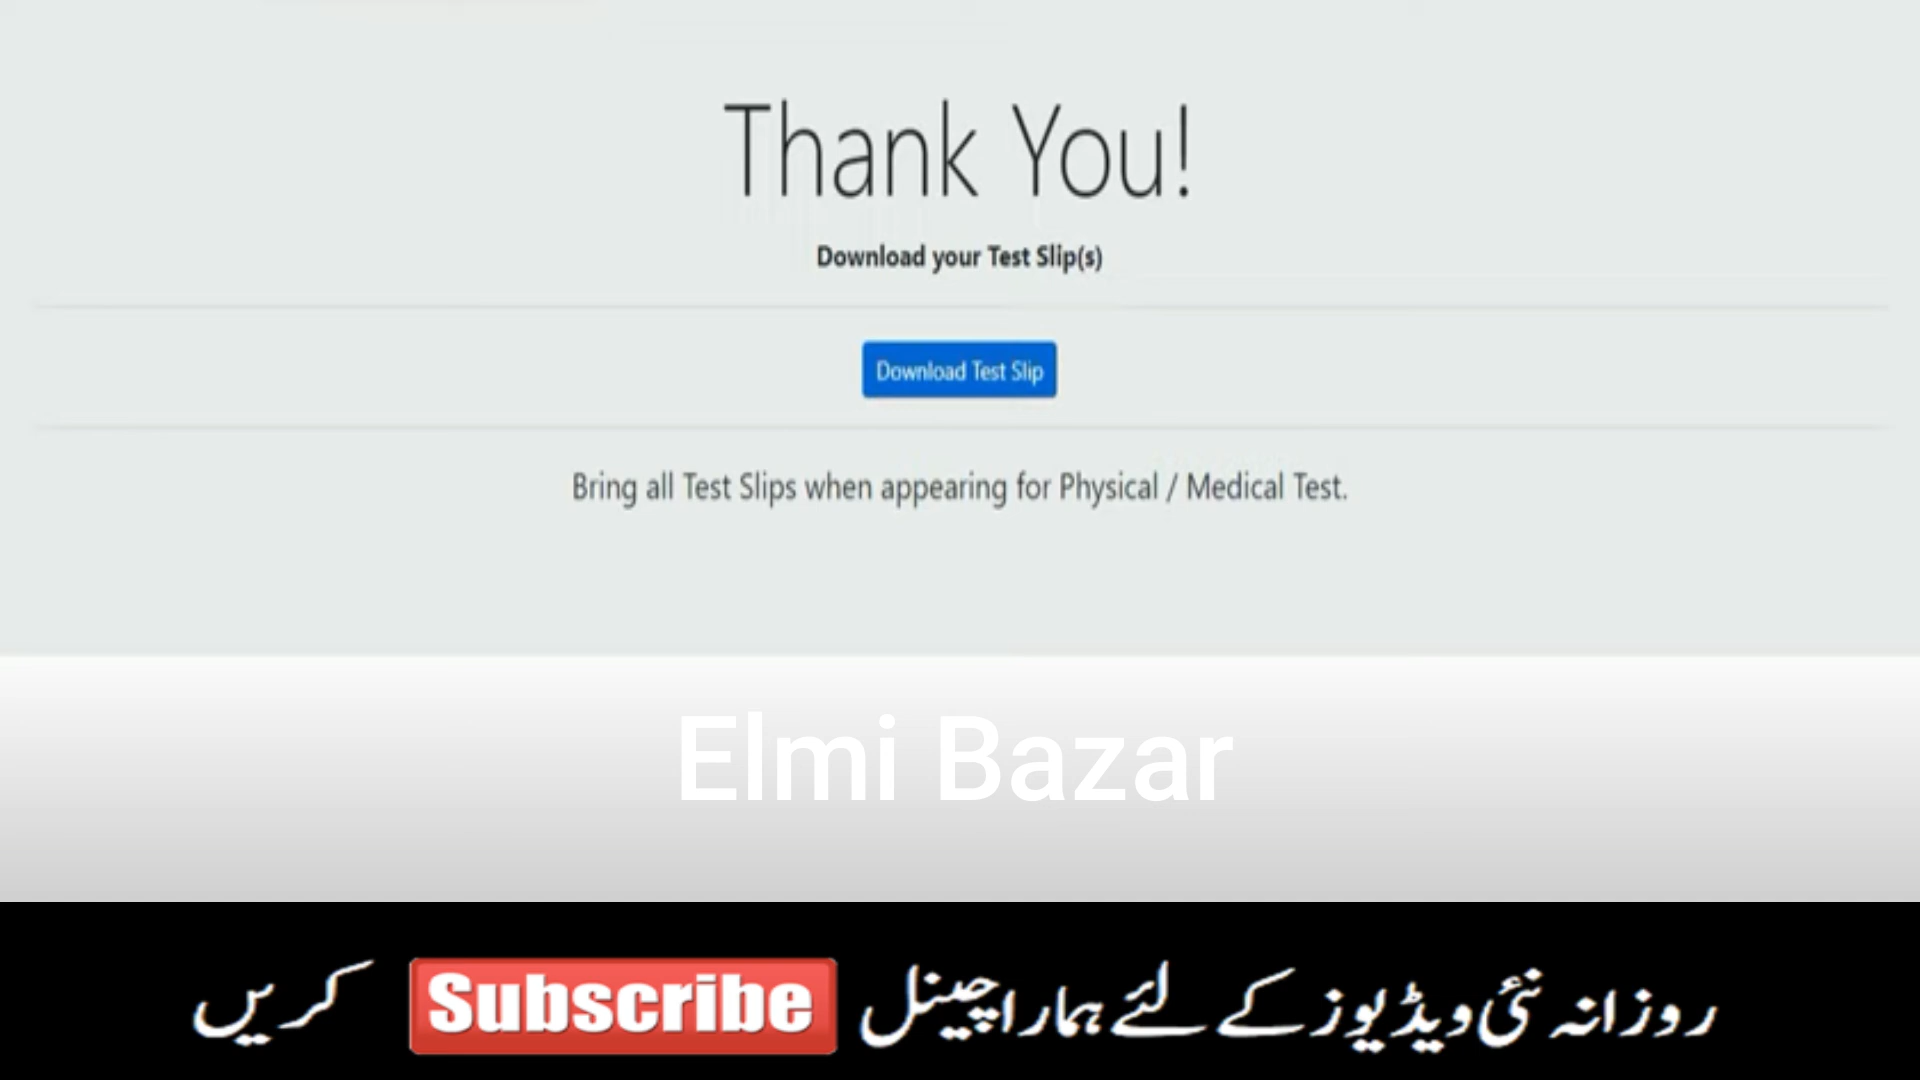 Thank You!
Download your Test Slip(s)
Download Test Slip
Bring all Test Slips when appearing for Physical / Medical Test.
Elmi Bazar
روزانہ نئی ویڈیوز کے لئے ہمارا چینل Subscribe کریں